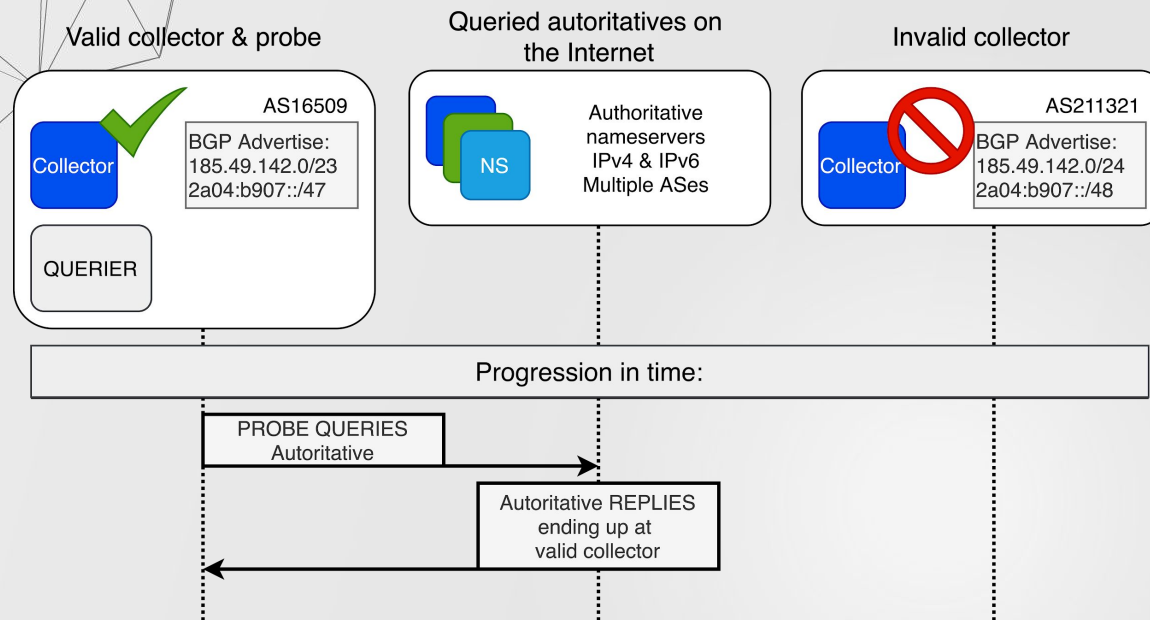 Valid collector & probe
Queried autoritatives on
the Internet
Invalid collector
AS16509
Collector
BGP Advertise:
185.49.142.0/23
2a04:b907::/47
QUERIER
NS
Authoritative
nameservers
IPv4 & IPv6
Multiple ASes
AS211321
Collector
BGP Advertise:
185.49.142.0/24
2a04:b907::/48
Progression in time:
PROBE QUERIES
Autoritative
Autoritative REPLIES
ending up at
valid collector